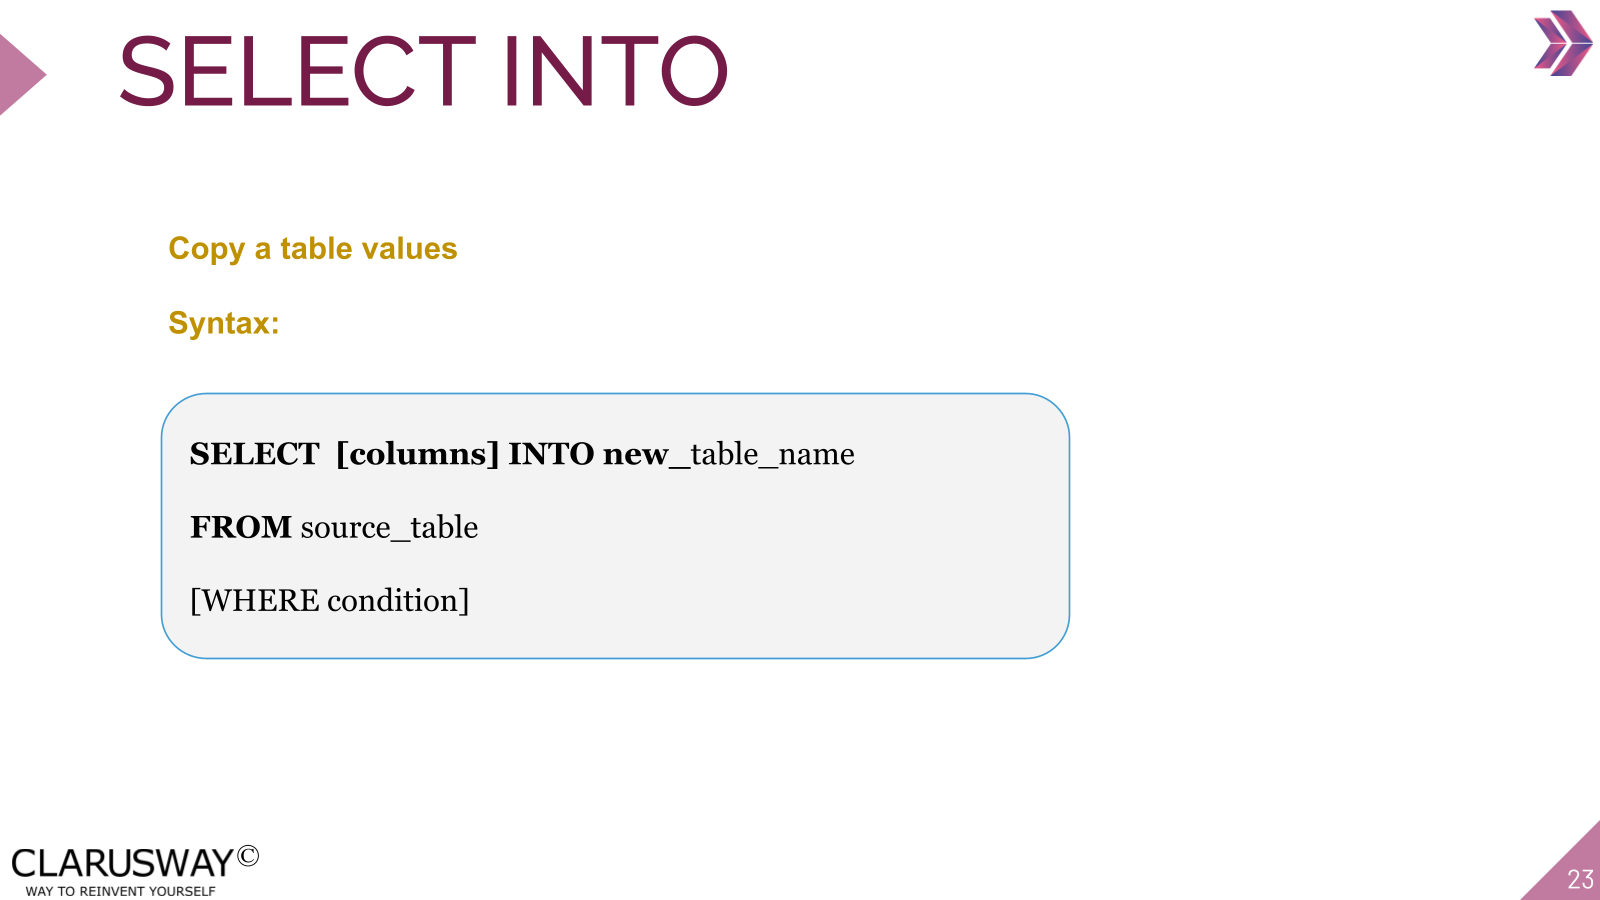 SELECT INTO
Copy a table values
Syntax:
SELECT  [columns] INTO new_table_name
FROM source_table
[WHERE condition]
CLARUSWAY©
WAY TO REINVENT YOURSELF
23